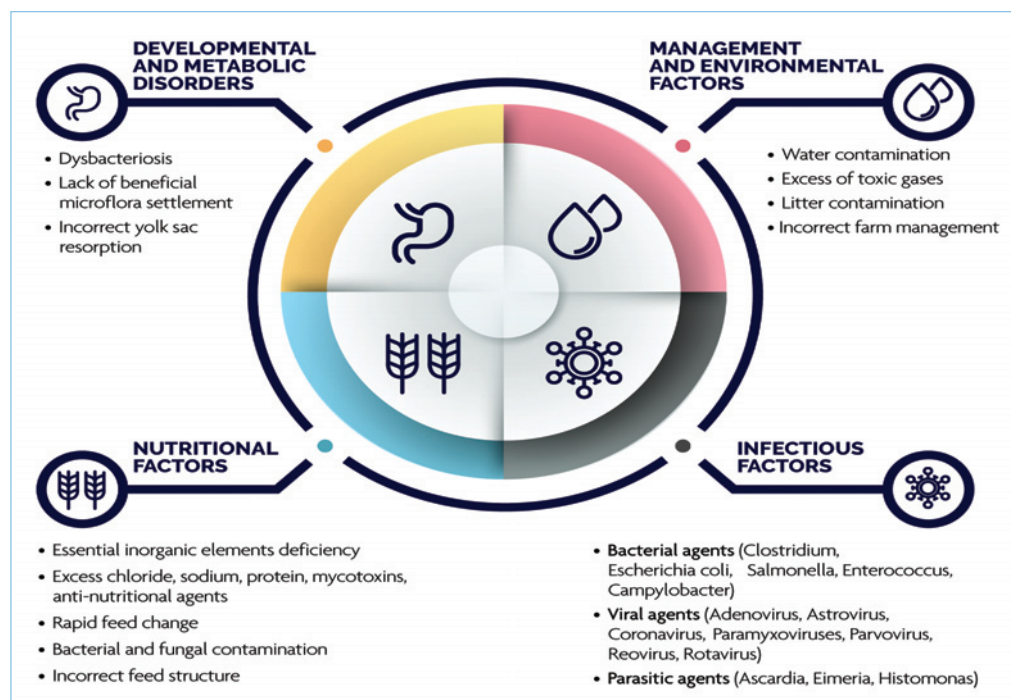 DEVELOPMENTAL
AND METABOLIC
DISORDERS
• Dysbacteriosis
• Lack of beneficial
microflora settlement
• Incorrect yolk sac
resorption
MANAGEMENT
AND ENVIRONMENTAL
FACTORS
• Water contamination
• Excess of toxic gases
• Litter contamination
• Incorrect farm management
NUTRITIONAL
FACTORS
• Essential inorganic elements deficiency
• Excess chloride, sodium, protein, mycotoxins,
anti-nutritional agents
• Rapid feed change
• Bacterial and fungal contamination
• Incorrect feed structure
INFECTIOUS
FACTORS
• Bacterial agents (Clostridium,
Escherichia coli, Salmonella, Enterococcus,
Campylobacter)
• Viral agents (Adenovirus, Astrovirus,
Coronavirus, Paramyxoviruses, Parvovirus,
Reovirus, Rotavirus)
• Parasitic agents (Ascardia, Eimeria, Histomonas)